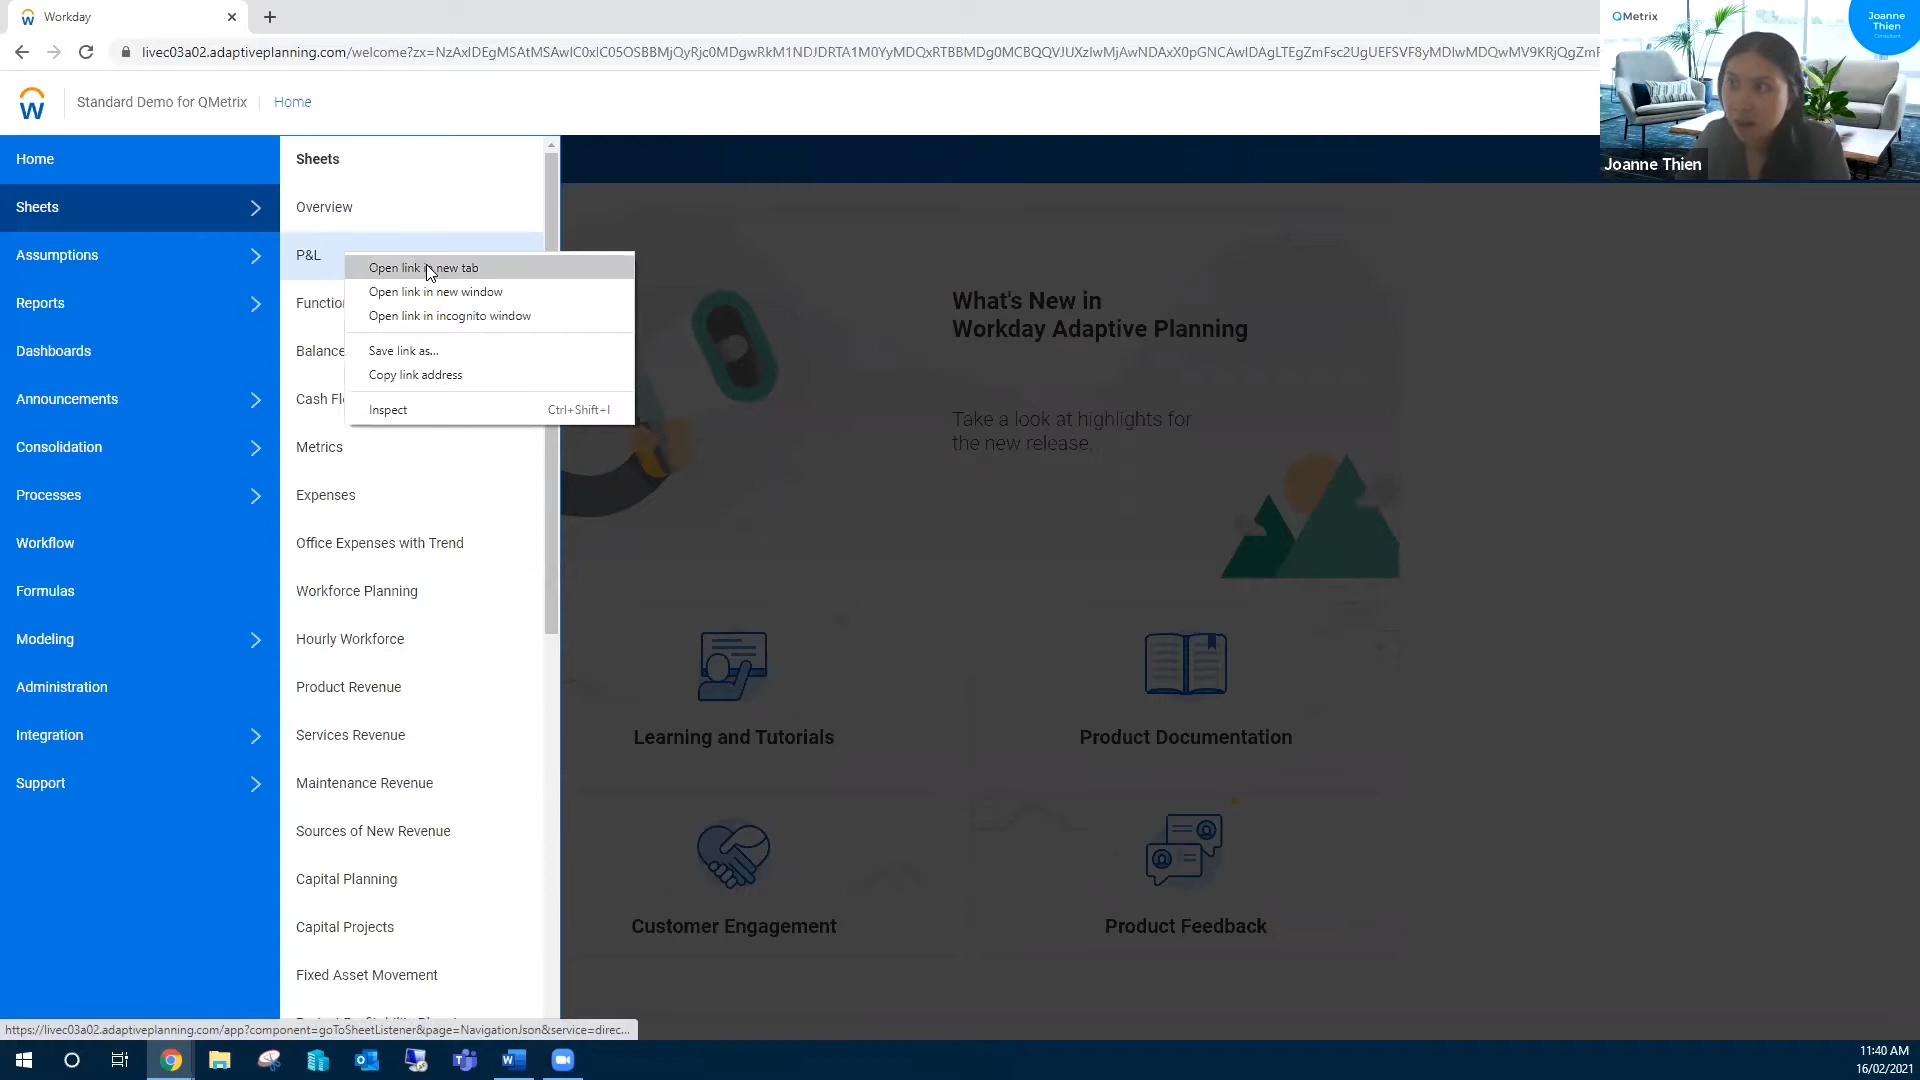 Workday
livec03a02.adaptiveplanning.com
Standard Demo for QMetrix
Home
Home
Sheets
Assumptions
Reports
Dashboards
Announcements
Consolidation
Processes
Workflow
Formulas
Modeling
Administration
Integration
Support
Sheets
Overview
P&L
Balance
Metrics
Expenses
Office Expenses with Trend
Workforce Planning
Hourly Workforce
Product Revenue
Services Revenue
Maintenance Revenue
Sources of New Revenue
Capital Planning
Capital Projects
Fixed Asset Movement
Open link in new tab
Open link in new window
Open link in incognito window
Save link as...
Copy link address
Inspect Ctrl+Shift+I
What's New in
Workday Adaptive Planning
Take a look at highlights for
the new release.
Learning and Tutorials
Product Documentation
Customer Engagement
Product Feedback
QMetrix
Joanne
Thien
Consultant
Joanne Thien
https://livec03a02.adaptiveplanning.com/app?component=goToSheetListener&page=NavigationJson&service=direc...
11:40 AM
16/02/2021